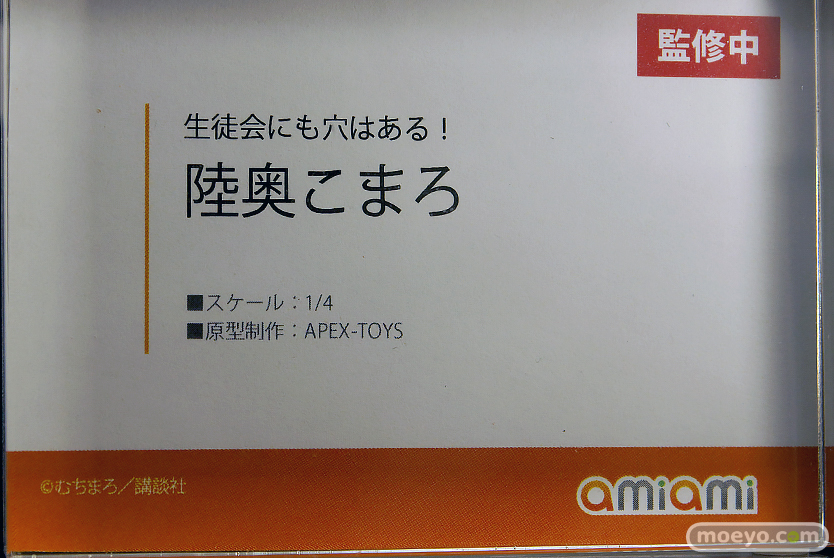 監修中
生徒会にも穴はある！
陸奥こまろ
■スケール：1/4
■原型制作：APEX-TOYS
©むちまろ／講談社
amiami
moeyo.com